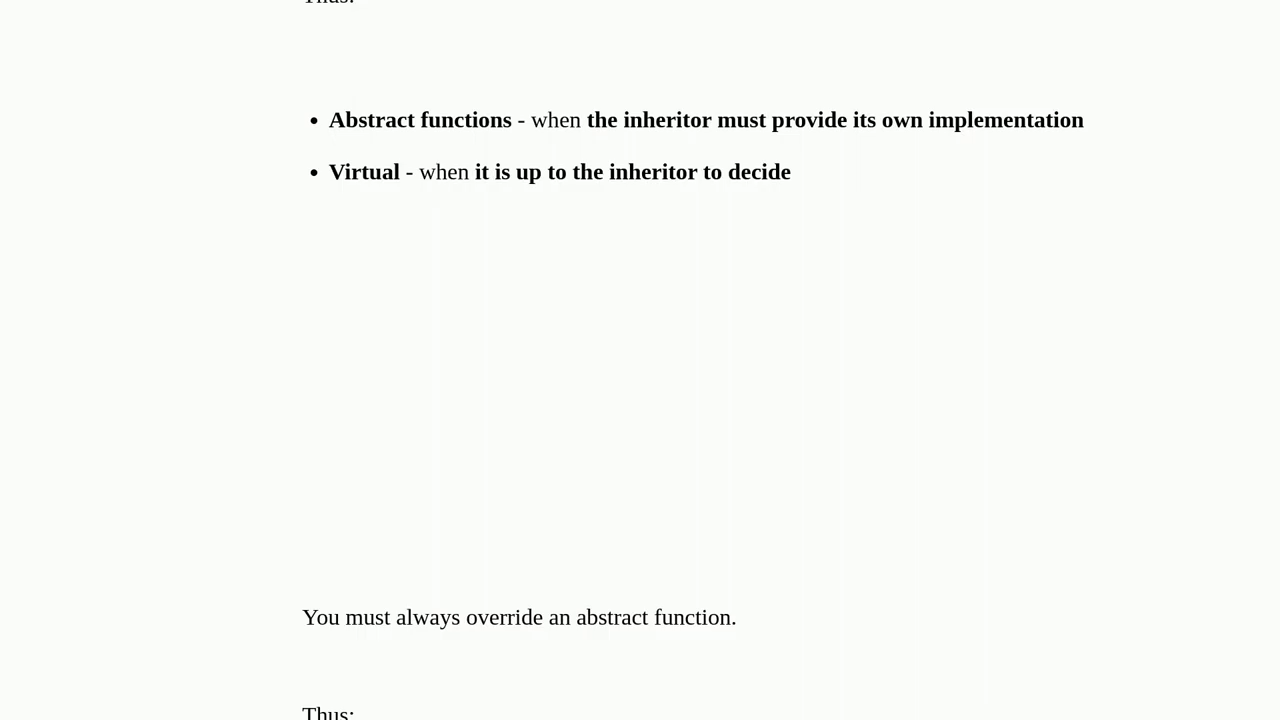 Thus:
• Abstract functions - when the inheritor must provide its own implementation
• Virtual - when it is up to the inheritor to decide
You must always override an abstract function.
Thus: